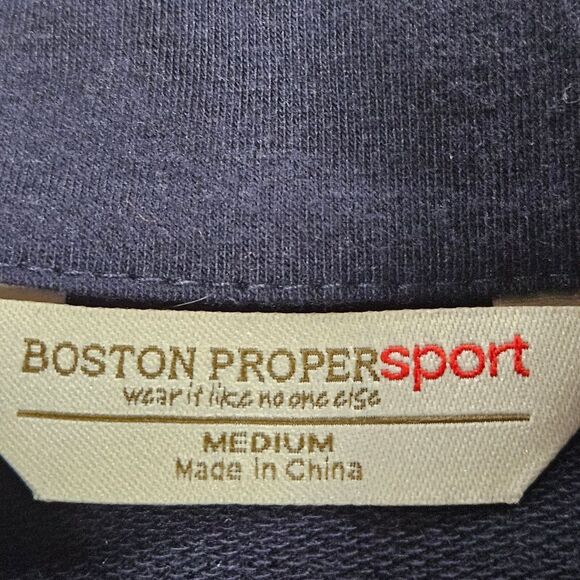 BOSTON PROPERsport
wear it like no one else
MEDIUM
Made in China